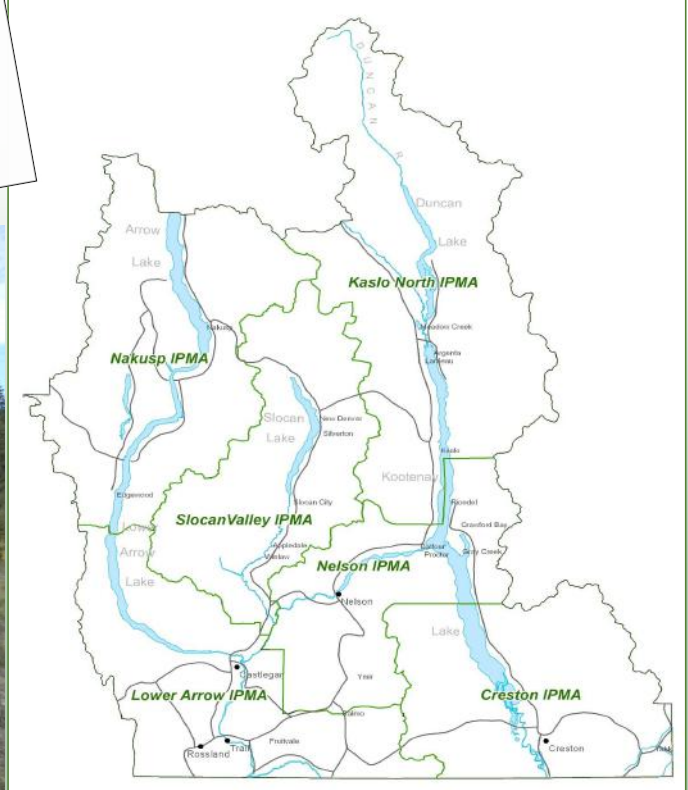 DUNCAN R
Duncan
Lake
Arrow
Lake
Kaslo North IPMA
Nakusp
Meadow Creek
Argenta
Nakusp IPMA
Slocan
Lake
New Denver
Silverton
Kaslo
Kootenay
Edgewood
Slocan City
Riondel
SlocanValley IPMA
Crawford Bay
Lower
Arrow
Lake
Appledale
Winlaw
Balfour
Proctor
Gray Creek
Nelson IPMA
Nelson
Lake
Castlegar
Ymir
Lower Arrow IPMA
Creston IPMA
Salmo
Rossland
Trail
Fruitvale
Creston